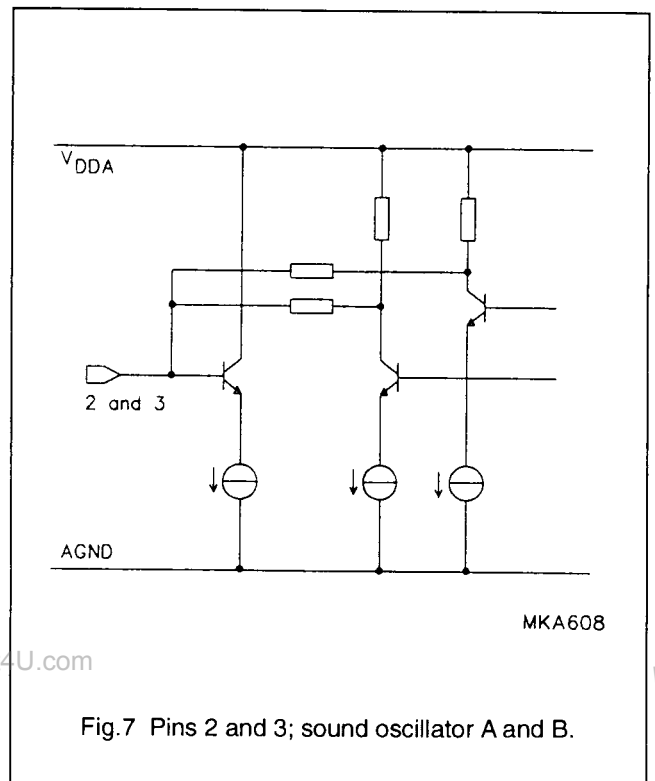 VDDA
2 and 3
AGND
MKA608
4U.com
Fig.7 Pins 2 and 3; sound oscillator A and B.